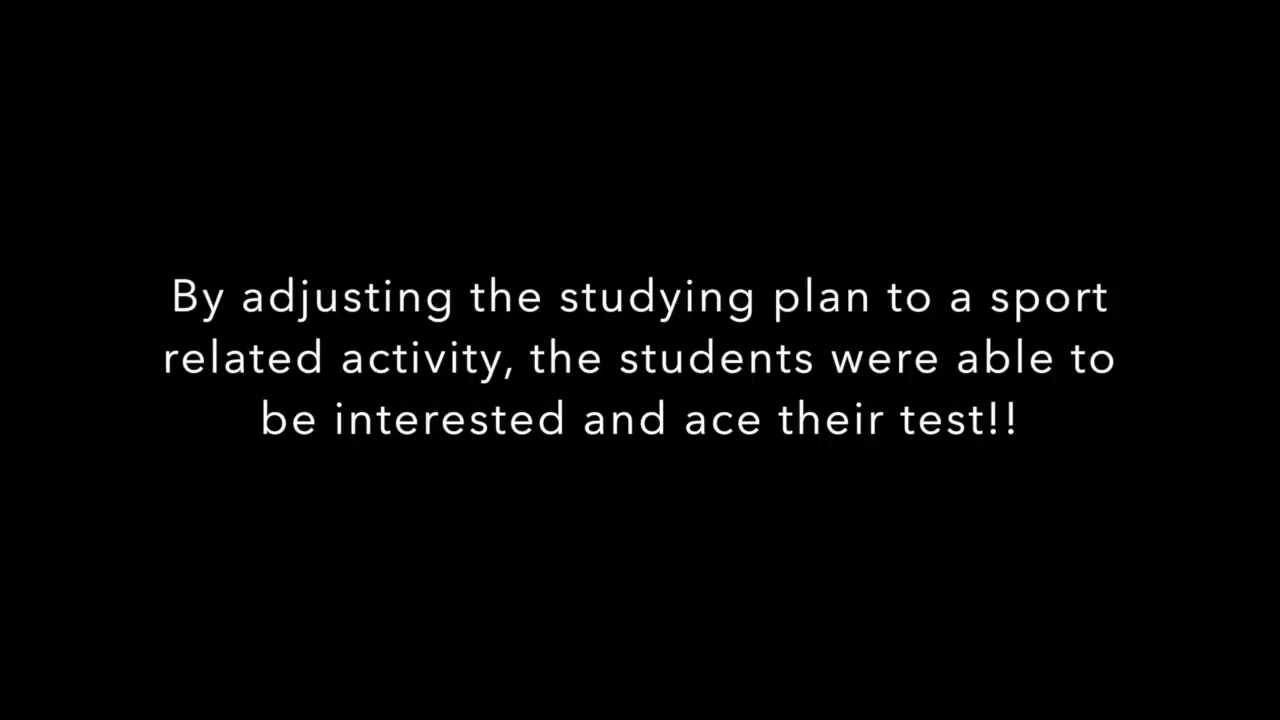 By adjusting the studying plan to a sport
related activity, the students were able to
be interested and ace their test!!